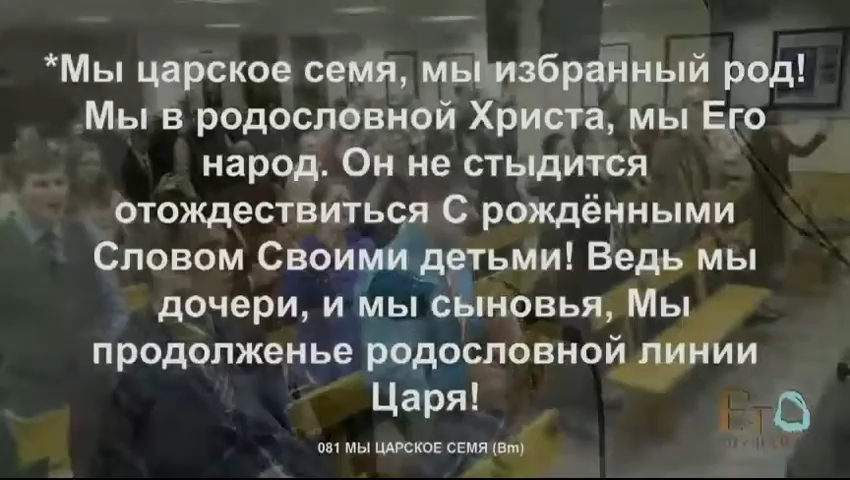 *Мы царское семя, мы избранный род!
Мы в родословной Христа, мы Его
народ. Он не стыдится
отождествиться С рождёнными
Словом Своими детьми! Ведь мы
дочери, и мы сыновья, Мы
продолженье родословной линии
Царя!
081 МЫ ЦАРСКОЕ СЕМЯ (Bm)